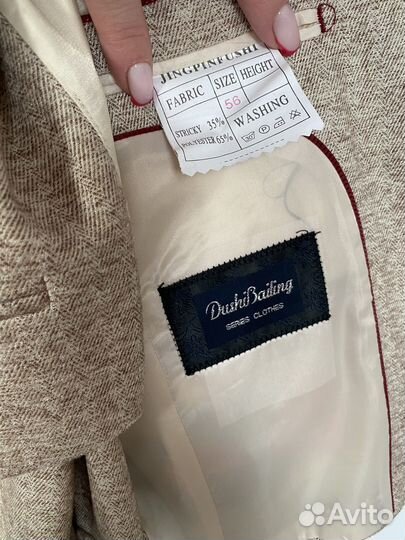 JINGPINFUSHI
FABRIC SIZE HEIGHT
STRICKY 35% 56
POLYESTER 65% WASHING
DushiBailing
SERIES CLOTHES
Avito